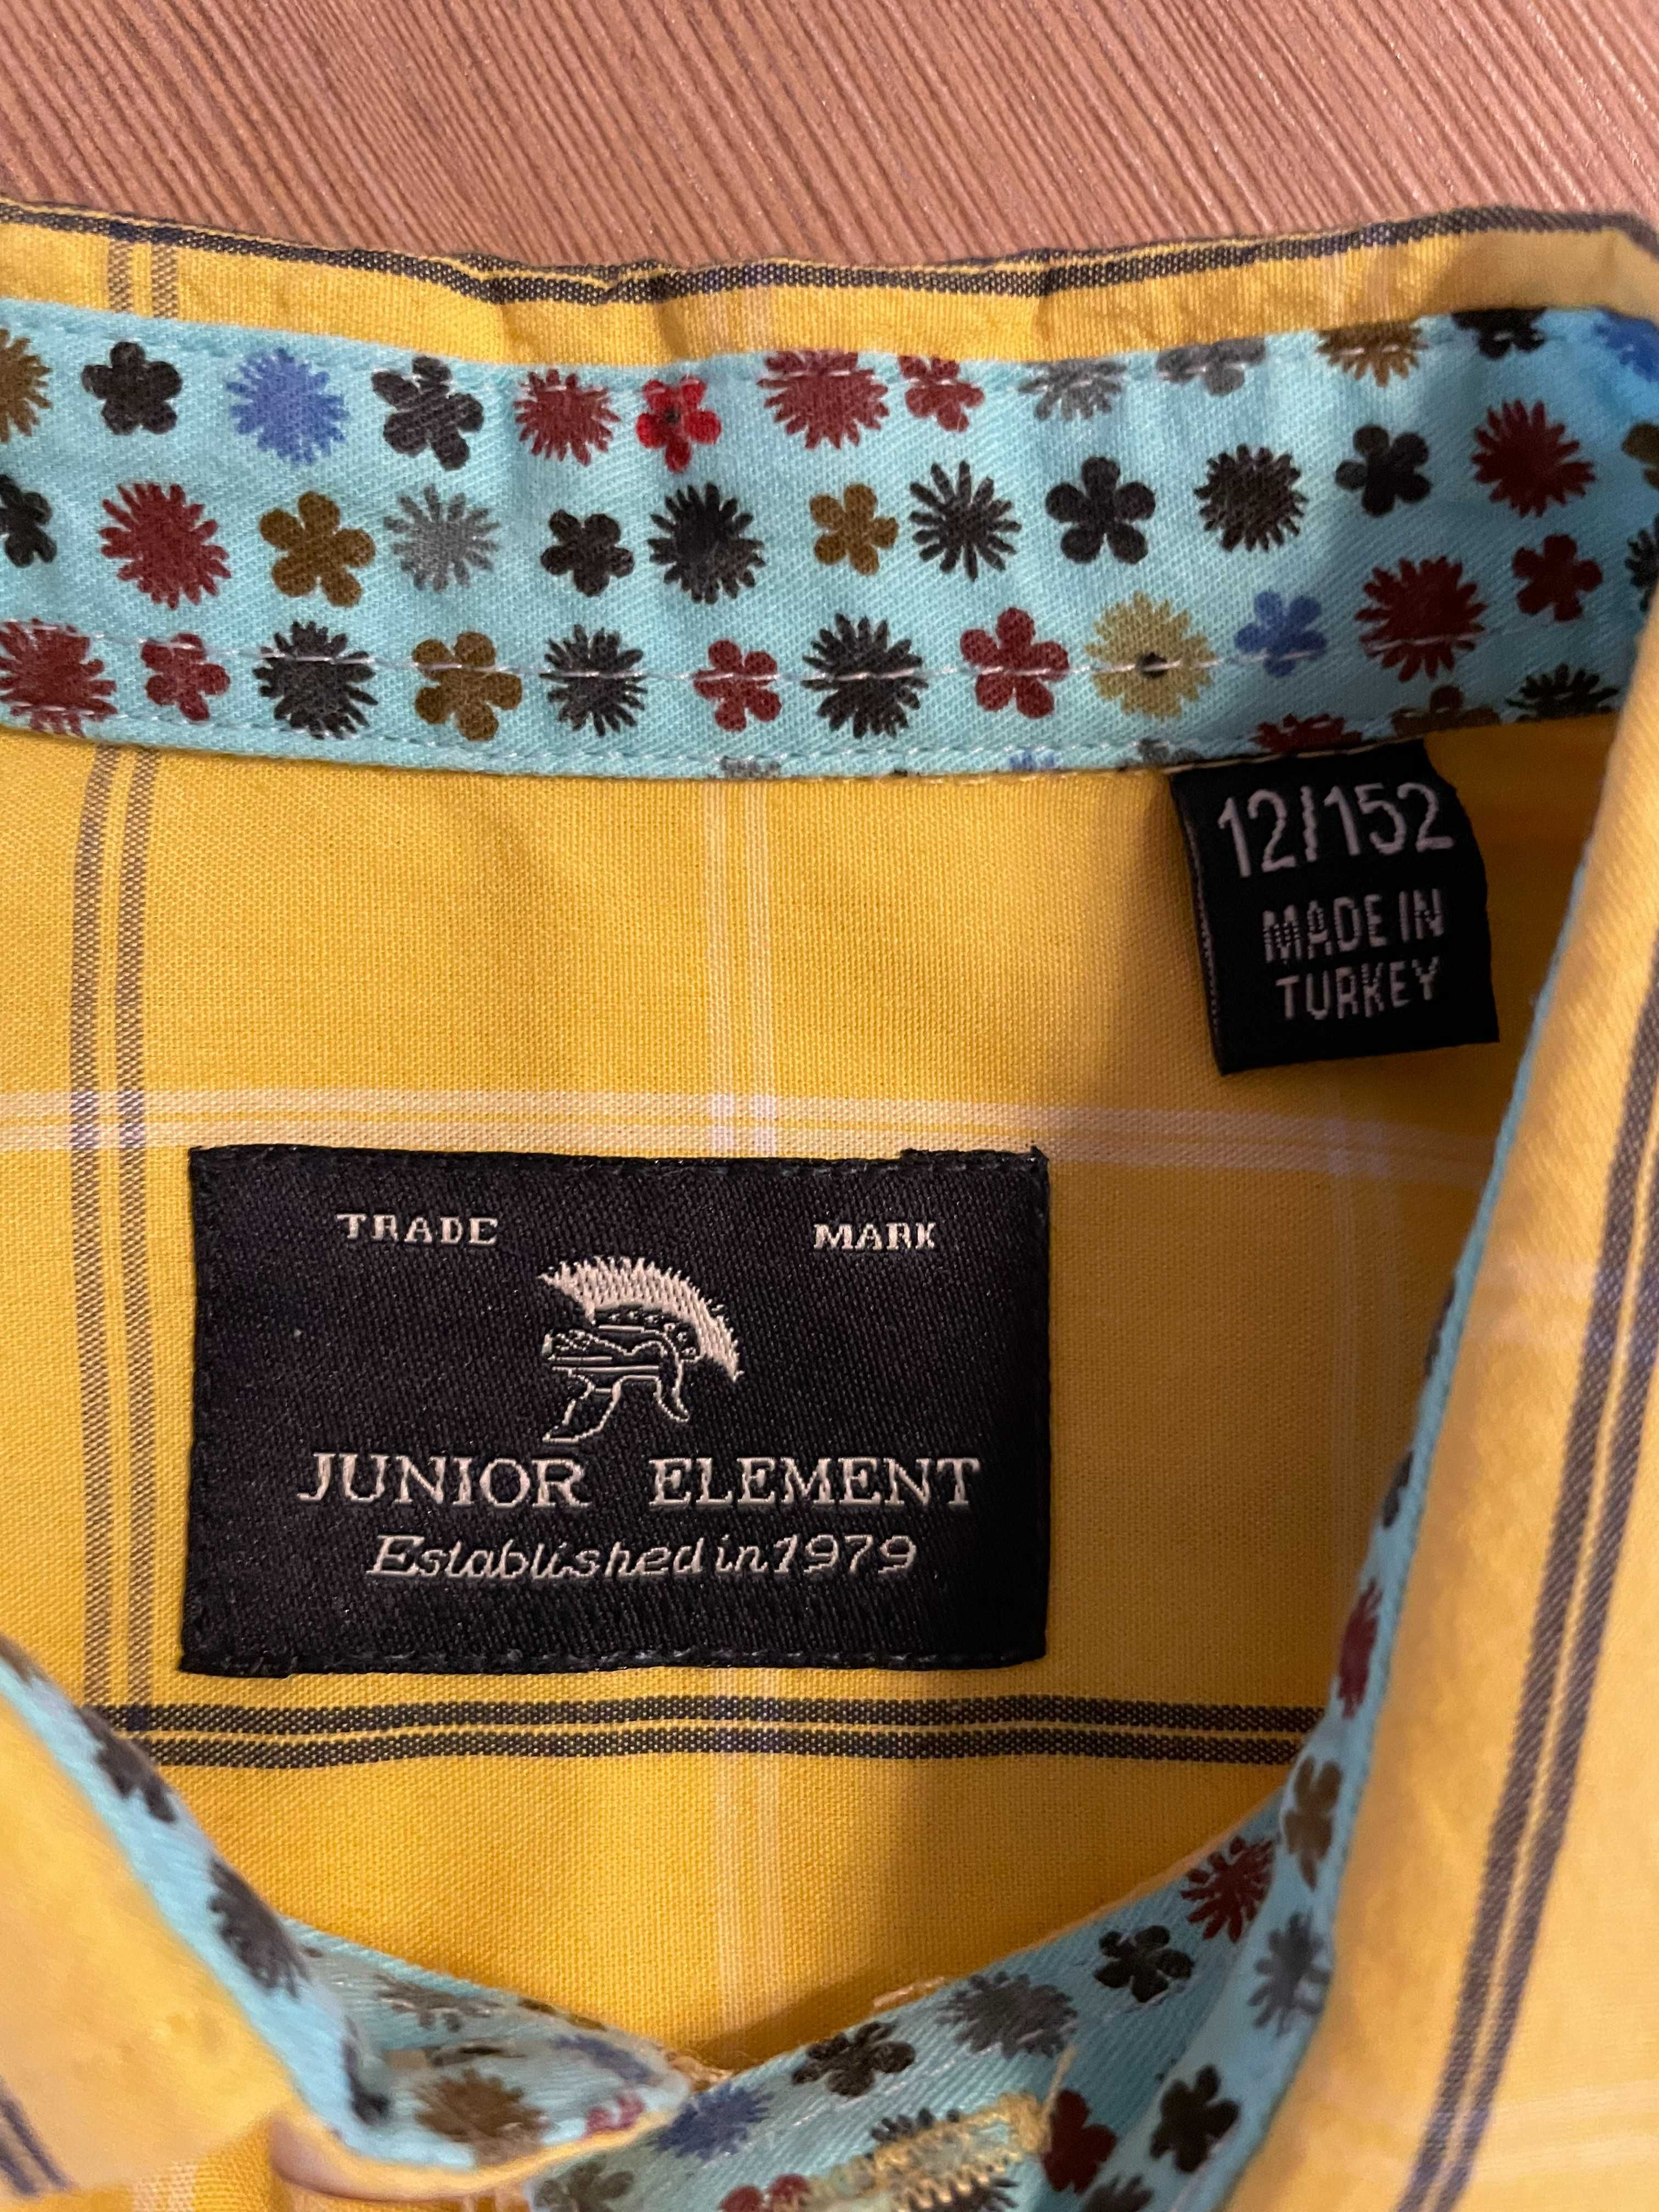 12/152
MADE IN
TURKEY
TRADE MARK
JUNIOR ELEMENT
Established in 1979